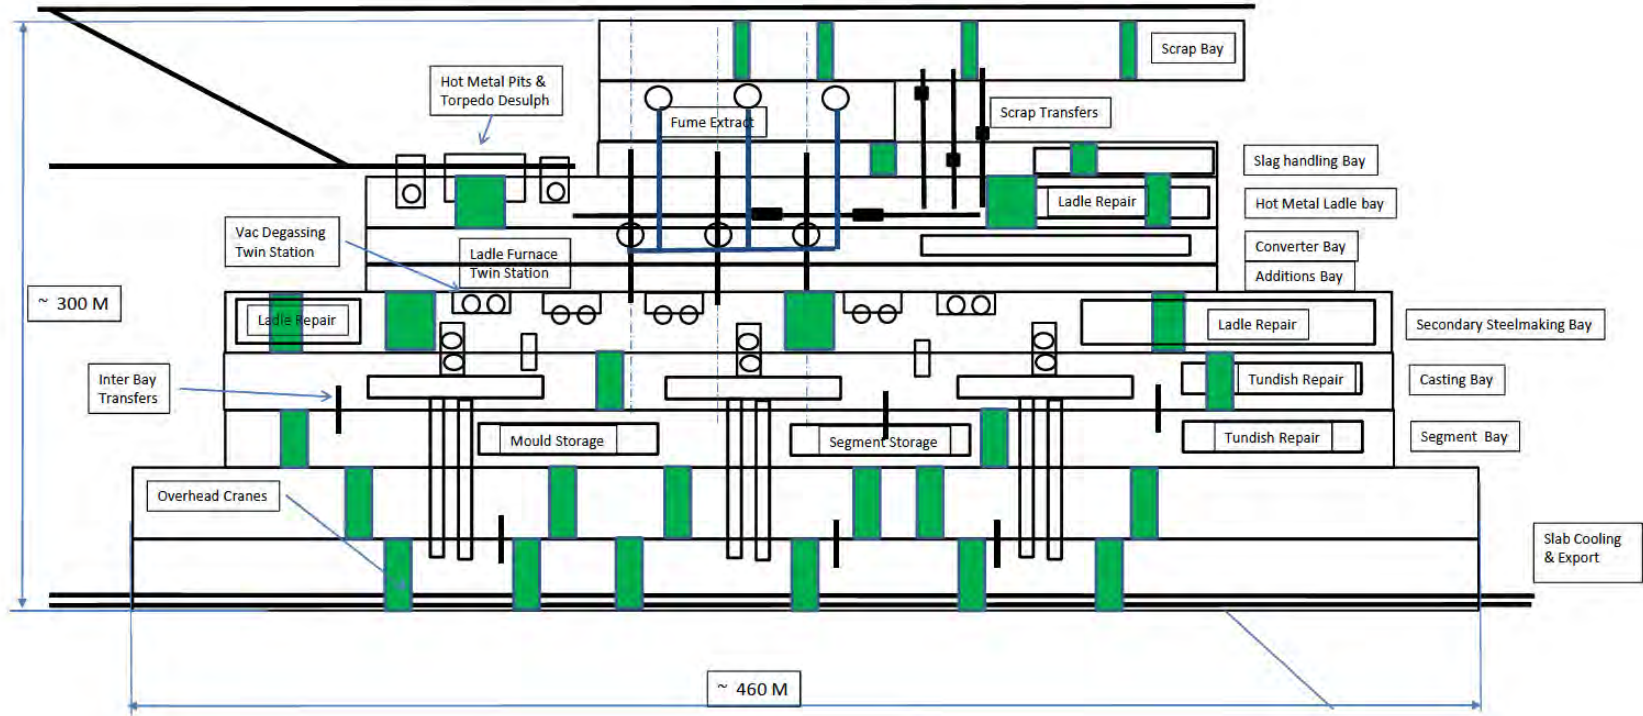 Scrap Bay
Hot Metal Pits &
Torpedo Desulph
Fume Extract
Scrap Transfers
Slag handling Bay
Ladle Repair
Hot Metal Ladle bay
Vac Degassing
Twin Station
Ladle Furnace
Twin Station
Converter Bay
Additions Bay
~ 300 M
Ladle Repair
Ladle Repair
Secondary Steelmaking Bay
Inter Bay
Transfers
Tundish Repair
Casting Bay
Mould Storage
Segment Storage
Tundish Repair
Segment Bay
Overhead Cranes
Slab Cooling
& Export
~ 460 M